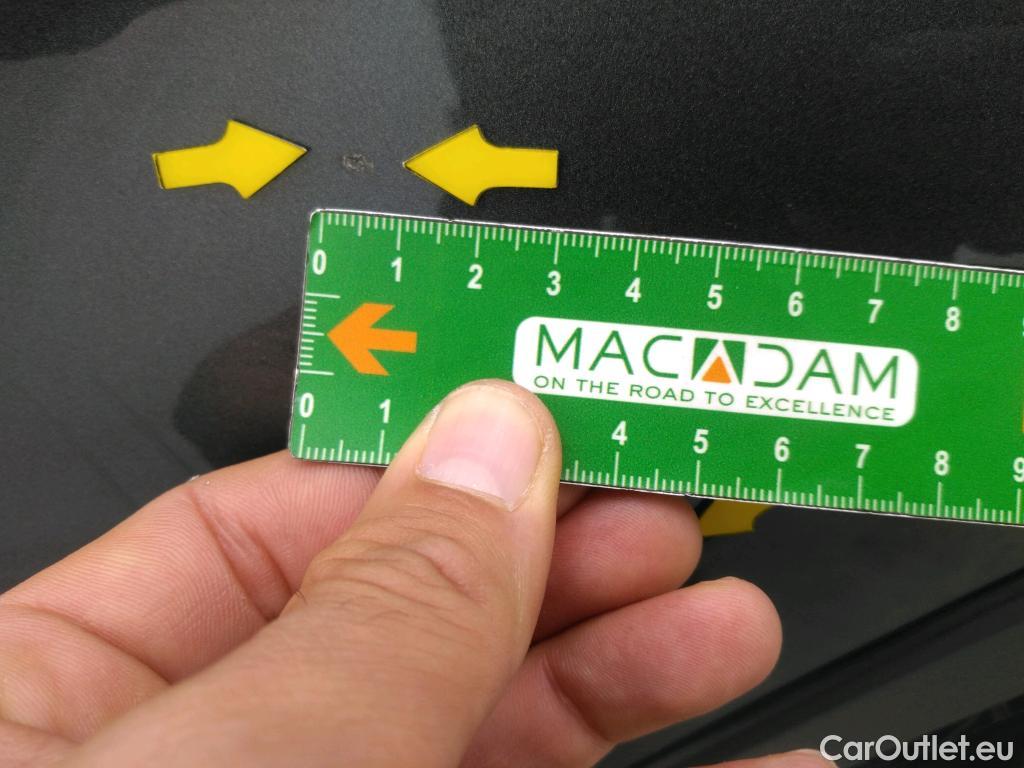 0 1 2 3 4 5 6 7 8
MACADAM
ON THE ROAD TO EXCELLENCE
0 1 4 5 6 7 8 9
CarOutlet.eu